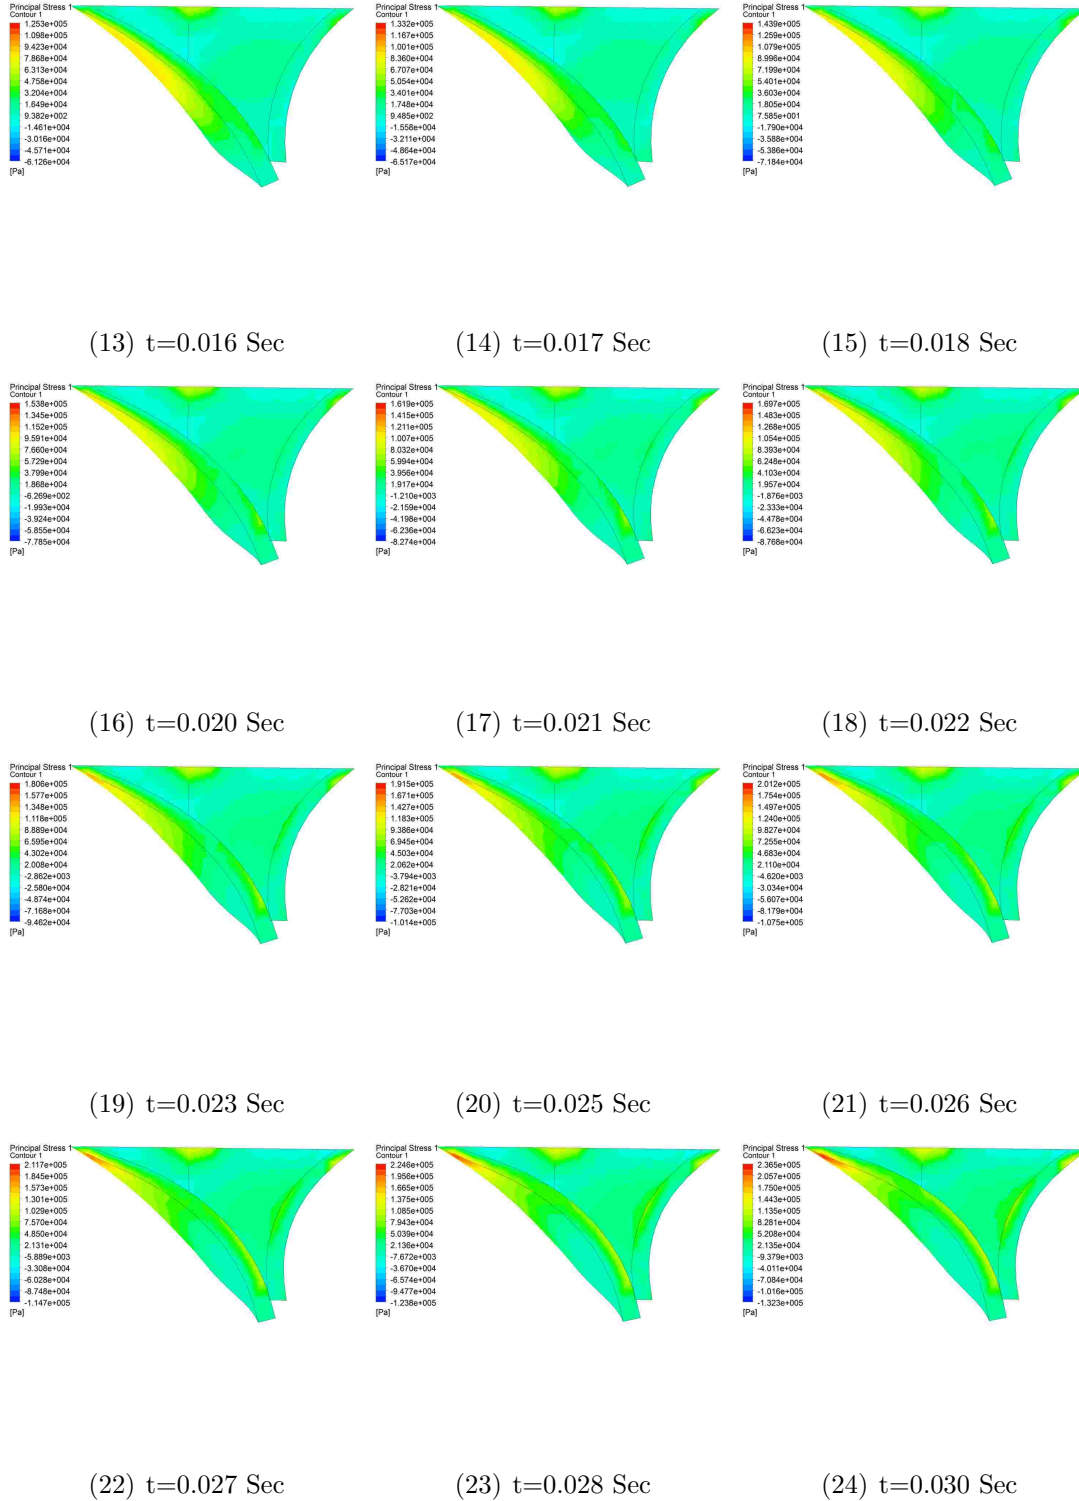 Principal Stress 1
Contour 1
1.253e+005
1.098e+005
9.423e+004
7.868e+004
6.313e+004
4.758e+004
3.204e+004
1.649e+004
9.382e+002
-1.461e+004
-3.016e+004
-4.571e+004
-6.126e+004
[Pa]
(13) t=0.016 Sec
Principal Stress 1
Contour 1
1.332e+005
1.167e+005
1.001e+005
8.360e+004
6.707e+004
5.054e+004
3.401e+004
1.748e+004
9.485e+002
-1.558e+004
-3.211e+004
-4.864e+004
-6.517e+004
[Pa]
(14) t=0.017 Sec
Principal Stress 1
Contour 1
1.439e+005
1.259e+005
1.079e+005
8.996e+004
7.199e+004
5.401e+004
3.603e+004
1.805e+004
7.585e+001
-1.790e+004
-3.588e+004
-5.386e+004
-7.184e+004
[Pa]
(15) t=0.018 Sec
Principal Stress 1
Contour 1
1.538e+005
1.345e+005
1.152e+005
9.591e+004
7.660e+004
5.729e+004
3.799e+004
1.868e+004
-6.269e+002
-1.993e+004
-3.924e+004
-5.855e+004
-7.785e+004
[Pa]
(16) t=0.020 Sec
Principal Stress 1
Contour 1
1.619e+005
1.415e+005
1.211e+005
1.007e+005
8.032e+004
5.994e+004
3.956e+004
1.917e+004
-1.210e+003
-2.159e+004
-4.198e+004
-6.236e+004
-8.274e+004
[Pa]
(17) t=0.021 Sec
Principal Stress 1
Contour 1
1.697e+005
1.483e+005
1.268e+005
1.054e+005
8.393e+004
6.248e+004
4.103e+004
1.957e+004
-1.876e+003
-2.333e+004
-4.478e+004
-6.623e+004
-8.768e+004
[Pa]
(18) t=0.022 Sec
Principal Stress 1
Contour 1
1.806e+005
1.577e+005
1.348e+005
1.118e+005
8.889e+004
6.595e+004
4.302e+004
2.008e+004
-2.862e+003
-2.580e+004
-4.874e+004
-7.168e+004
-9.462e+004
[Pa]
(19) t=0.023 Sec
Principal Stress 1
Contour 1
1.915e+005
1.671e+005
1.427e+005
1.183e+005
9.386e+004
6.945e+004
4.503e+004
2.062e+004
-3.794e+003
-2.821e+004
-5.262e+004
-7.703e+004
-1.014e+005
[Pa]
(20) t=0.025 Sec
Principal Stress 1
Contour 1
2.012e+005
1.754e+005
1.497e+005
1.240e+005
9.827e+004
7.255e+004
4.683e+004
2.110e+004
-4.620e+003
-3.034e+004
-5.607e+004
-8.179e+004
-1.075e+005
[Pa]
(21) t=0.026 Sec
Principal Stress 1
Contour 1
2.117e+005
1.845e+005
1.573e+005
1.301e+005
1.029e+005
7.570e+004
4.850e+004
2.131e+004
-5.889e+003
-3.308e+004
-6.028e+004
-8.748e+004
-1.147e+005
[Pa]
(22) t=0.027 Sec
Principal Stress 1
Contour 1
2.246e+005
1.956e+005
1.665e+005
1.375e+005
1.085e+005
7.943e+004
5.039e+004
2.136e+004
-7.672e+003
-3.670e+004
-6.574e+004
-9.477e+004
-1.238e+005
[Pa]
(23) t=0.028 Sec
Principal Stress 1
Contour 1
2.365e+005
2.057e+005
1.750e+005
1.443e+005
1.135e+005
8.281e+004
5.208e+004
2.135e+004
-9.379e+003
-4.011e+004
-7.084e+004
-1.016e+005
-1.323e+005
[Pa]
(24) t=0.030 Sec